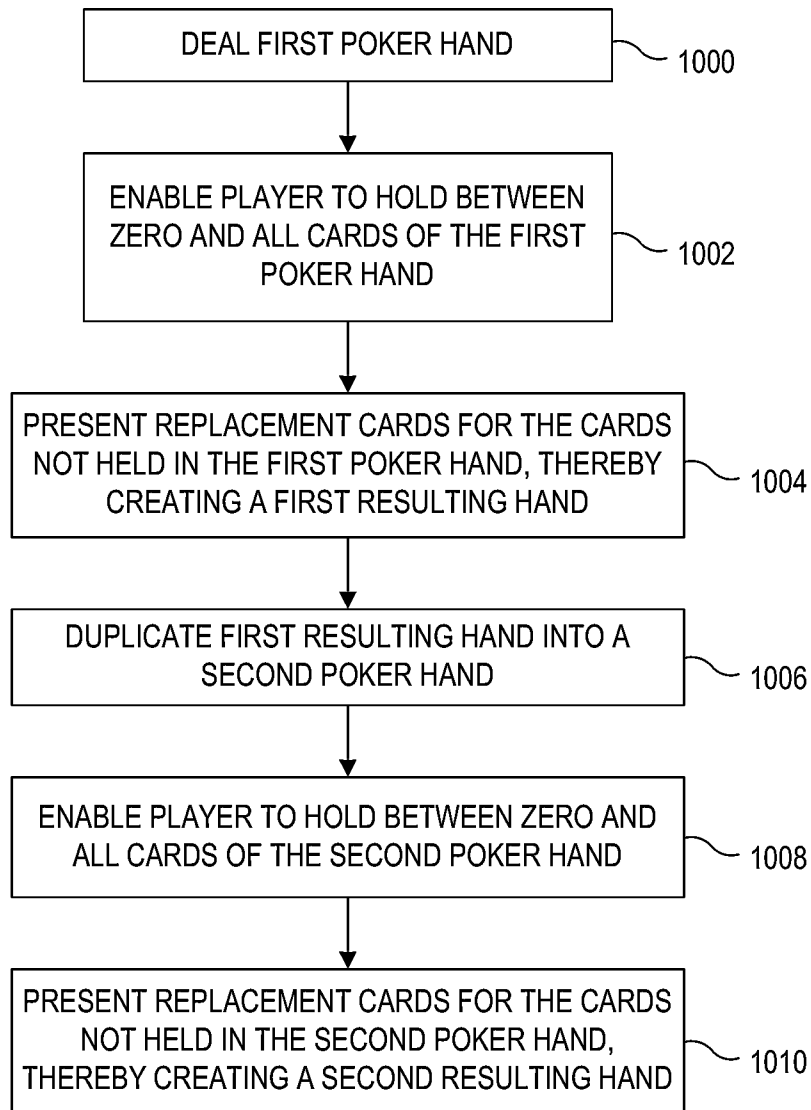 DEAL FIRST POKER HAND
1000
ENABLE PLAYER TO HOLD BETWEEN
ZERO AND ALL CARDS OF THE FIRST
POKER HAND
1002
PRESENT REPLACEMENT CARDS FOR THE CARDS
NOT HELD IN THE FIRST POKER HAND, THEREBY
CREATING A FIRST RESULTING HAND
1004
DUPLICATE FIRST RESULTING HAND INTO A
SECOND POKER HAND
1006
ENABLE PLAYER TO HOLD BETWEEN ZERO AND
ALL CARDS OF THE SECOND POKER HAND
1008
PRESENT REPLACEMENT CARDS FOR THE CARDS
NOT HELD IN THE SECOND POKER HAND,
THEREBY CREATING A SECOND RESULTING HAND
1010